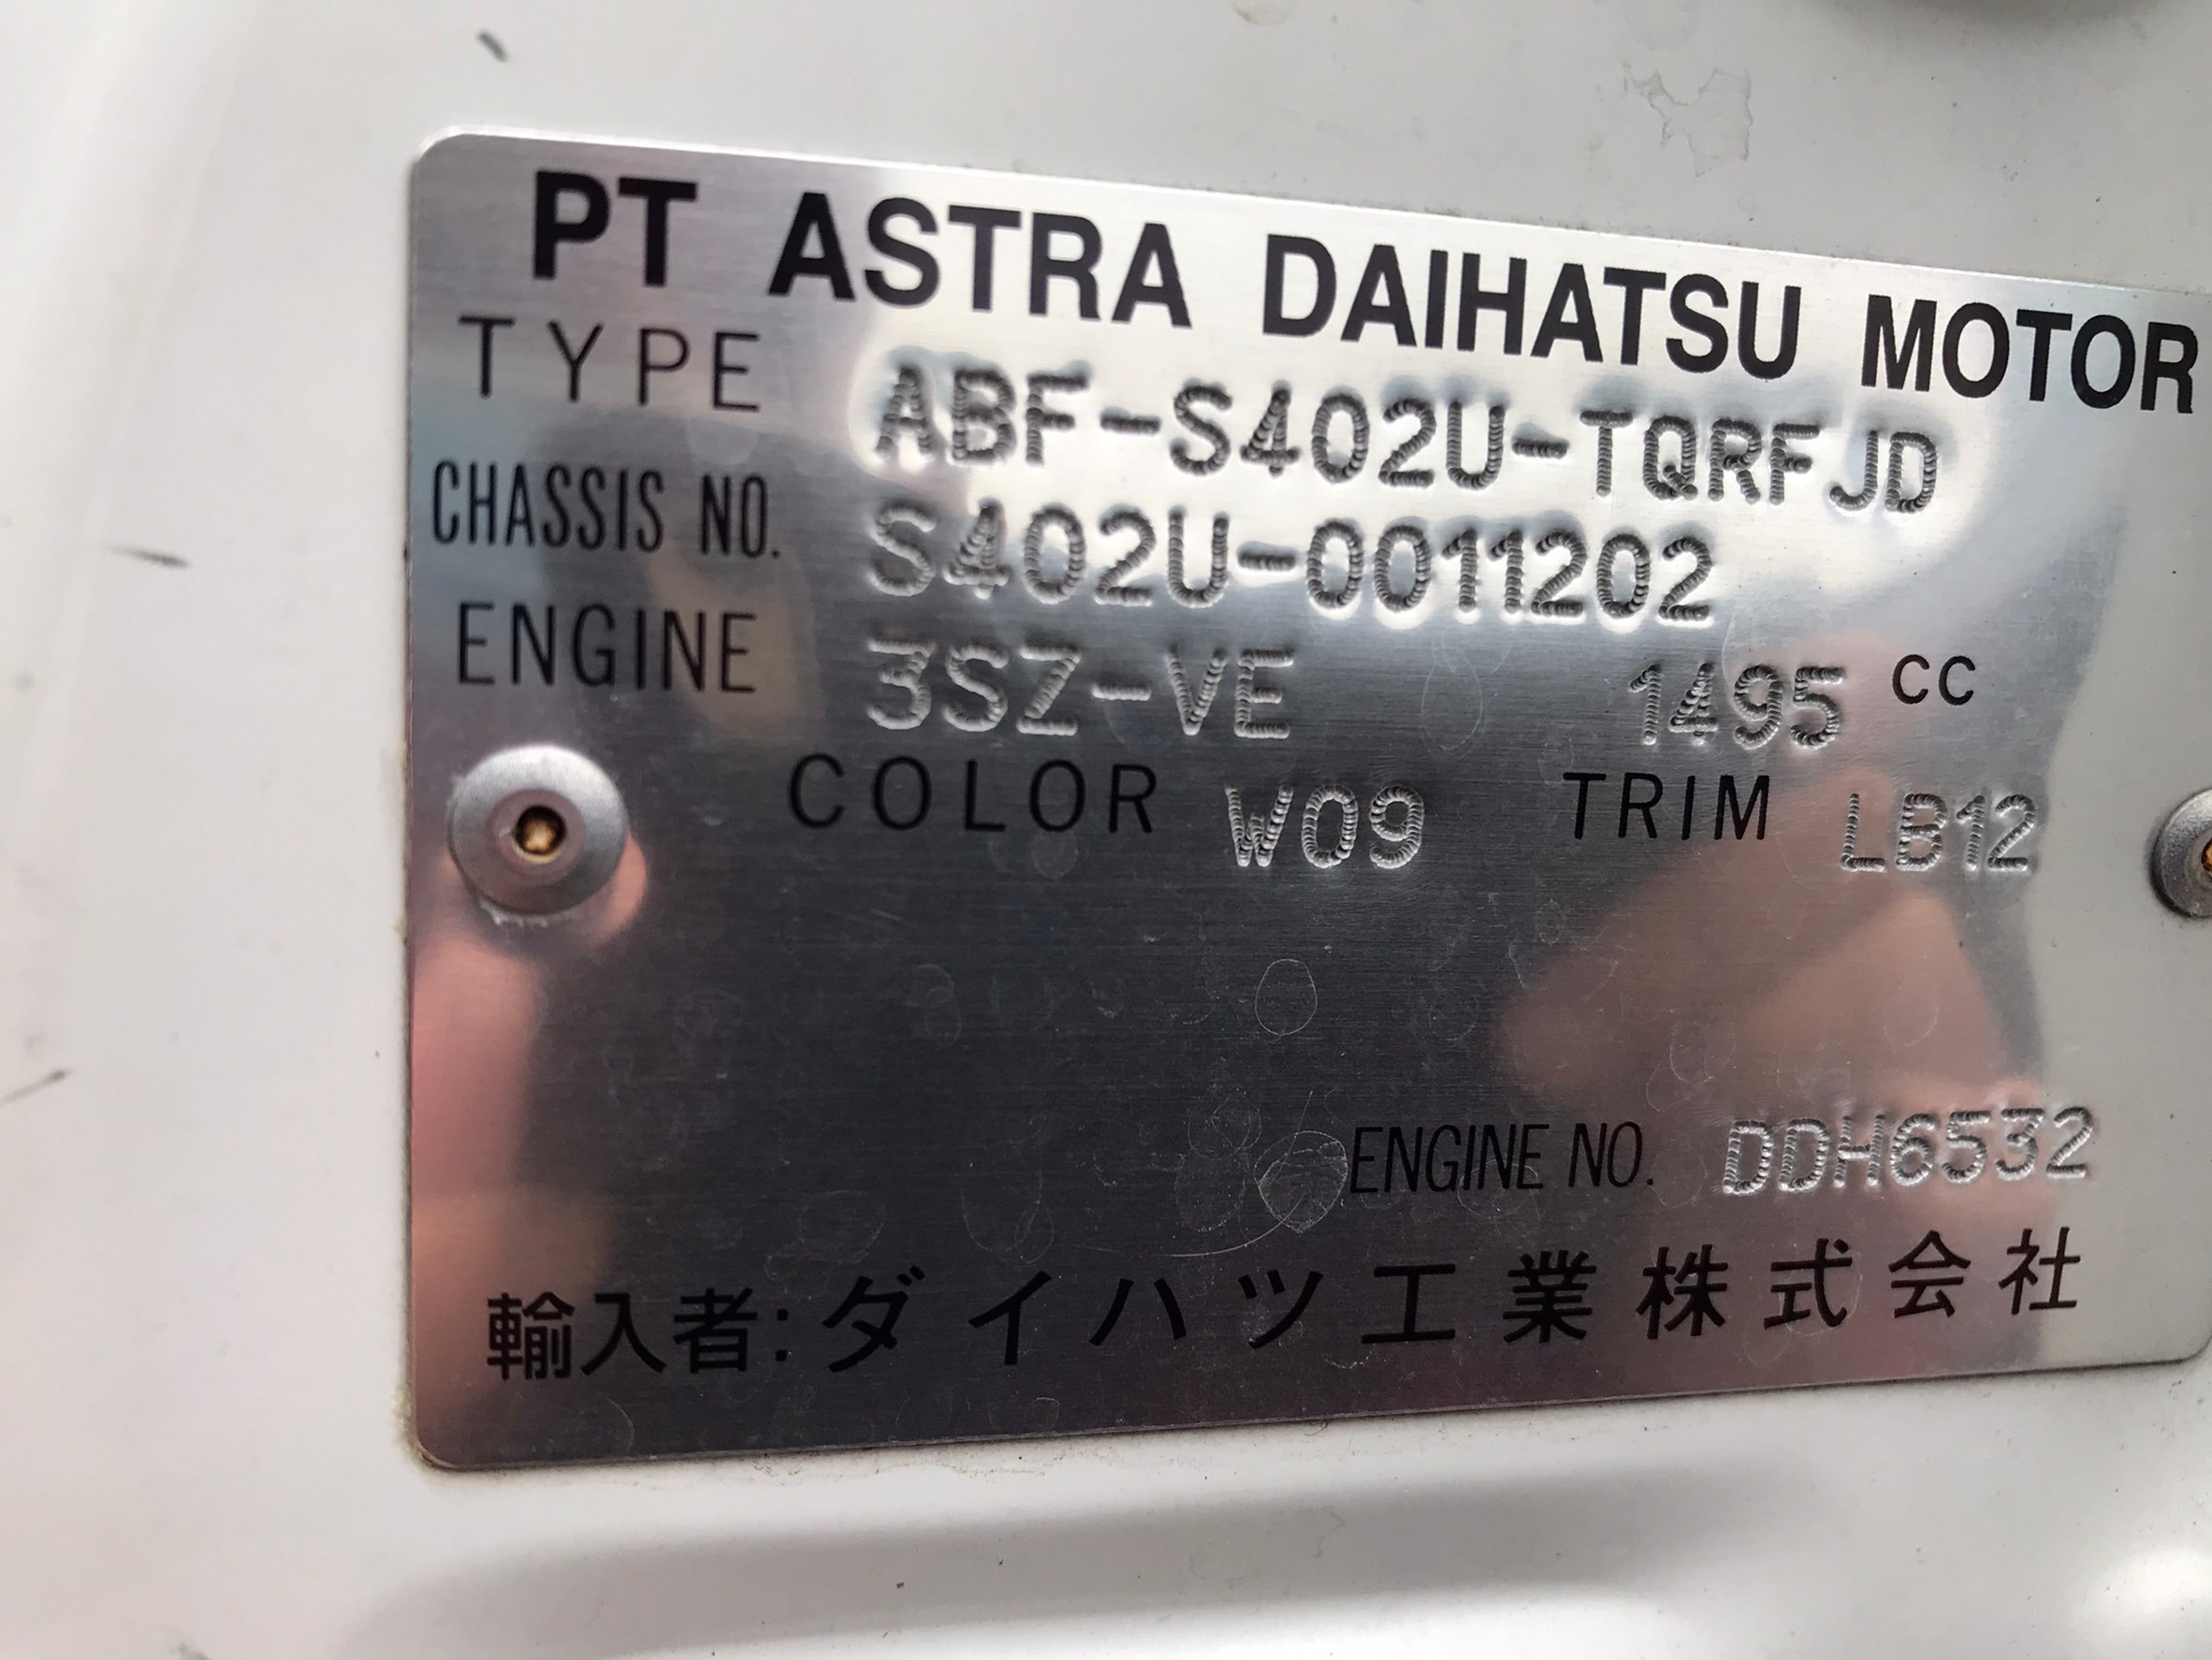 PT ASTRA DAIHATSU MOTOR
TYPE ABF-S402U-TQRFJD
CHASSIS NO. S402U-0011202
ENGINE 3SZ-VE 1495 CC
COLOR W09 TRIM LB12
ENGINE NO. DDH6532
輸入者:ダイハツ工業株式会社